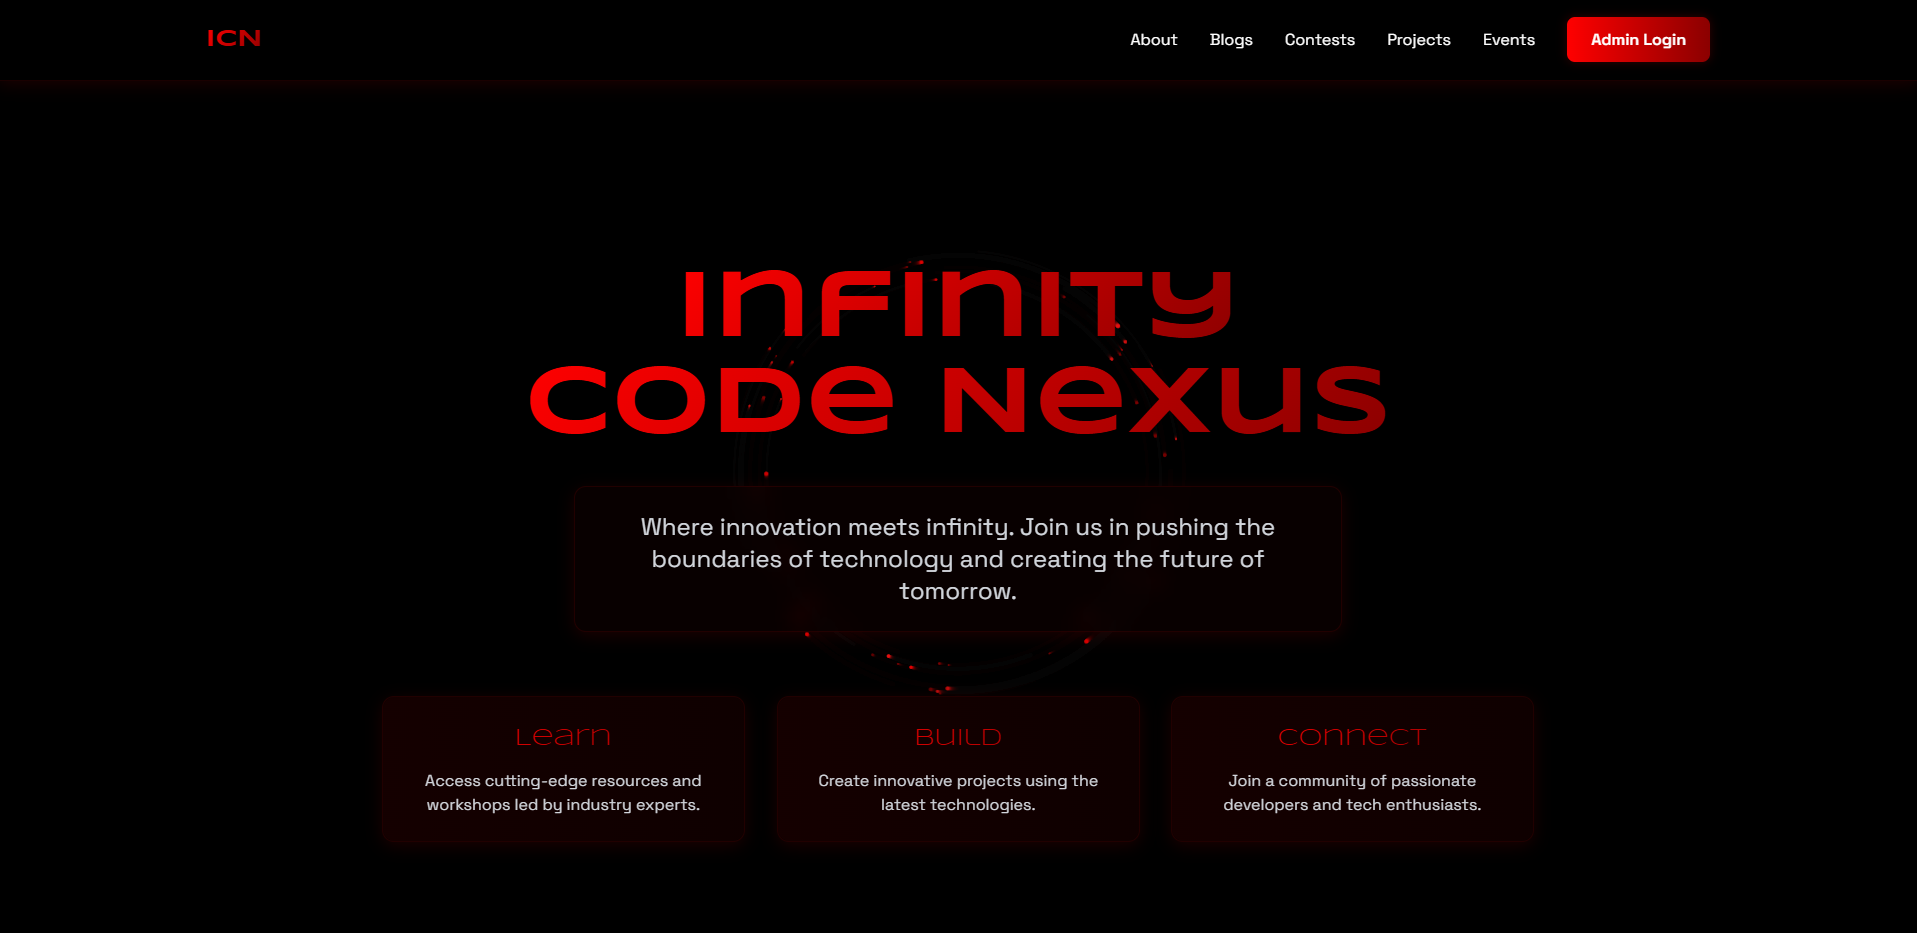 ICN
About
Blogs
Contests
Projects
Events
Admin Login
Infinity
Code Nexus
Where innovation meets infinity. Join us in pushing the
boundaries of technology and creating the future of
tomorrow.
Learn
Access cutting-edge resources and
workshops led by industry experts.
Build
Create innovative projects using the
latest technologies.
Connect
Join a community of passionate
developers and tech enthusiasts.